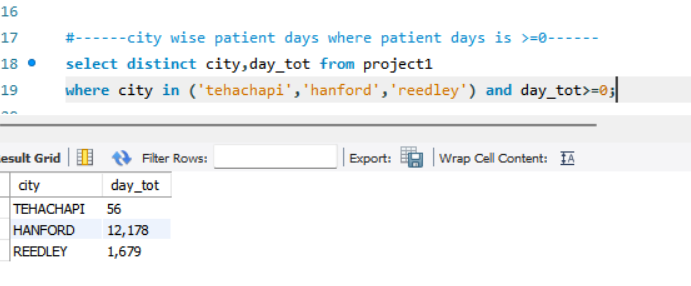 16
17 #------city wise patient days where patient days is >=0------
18 select distinct city,day_tot from project1
19 where city in ('tehachapi','hanford','reedley') and day_tot>=0;
esult Grid Filter Rows: Export: Wrap Cell Content: IA
city day_tot
TEHACHAPI 56
HANFORD 12,178
REEDLEY 1,679